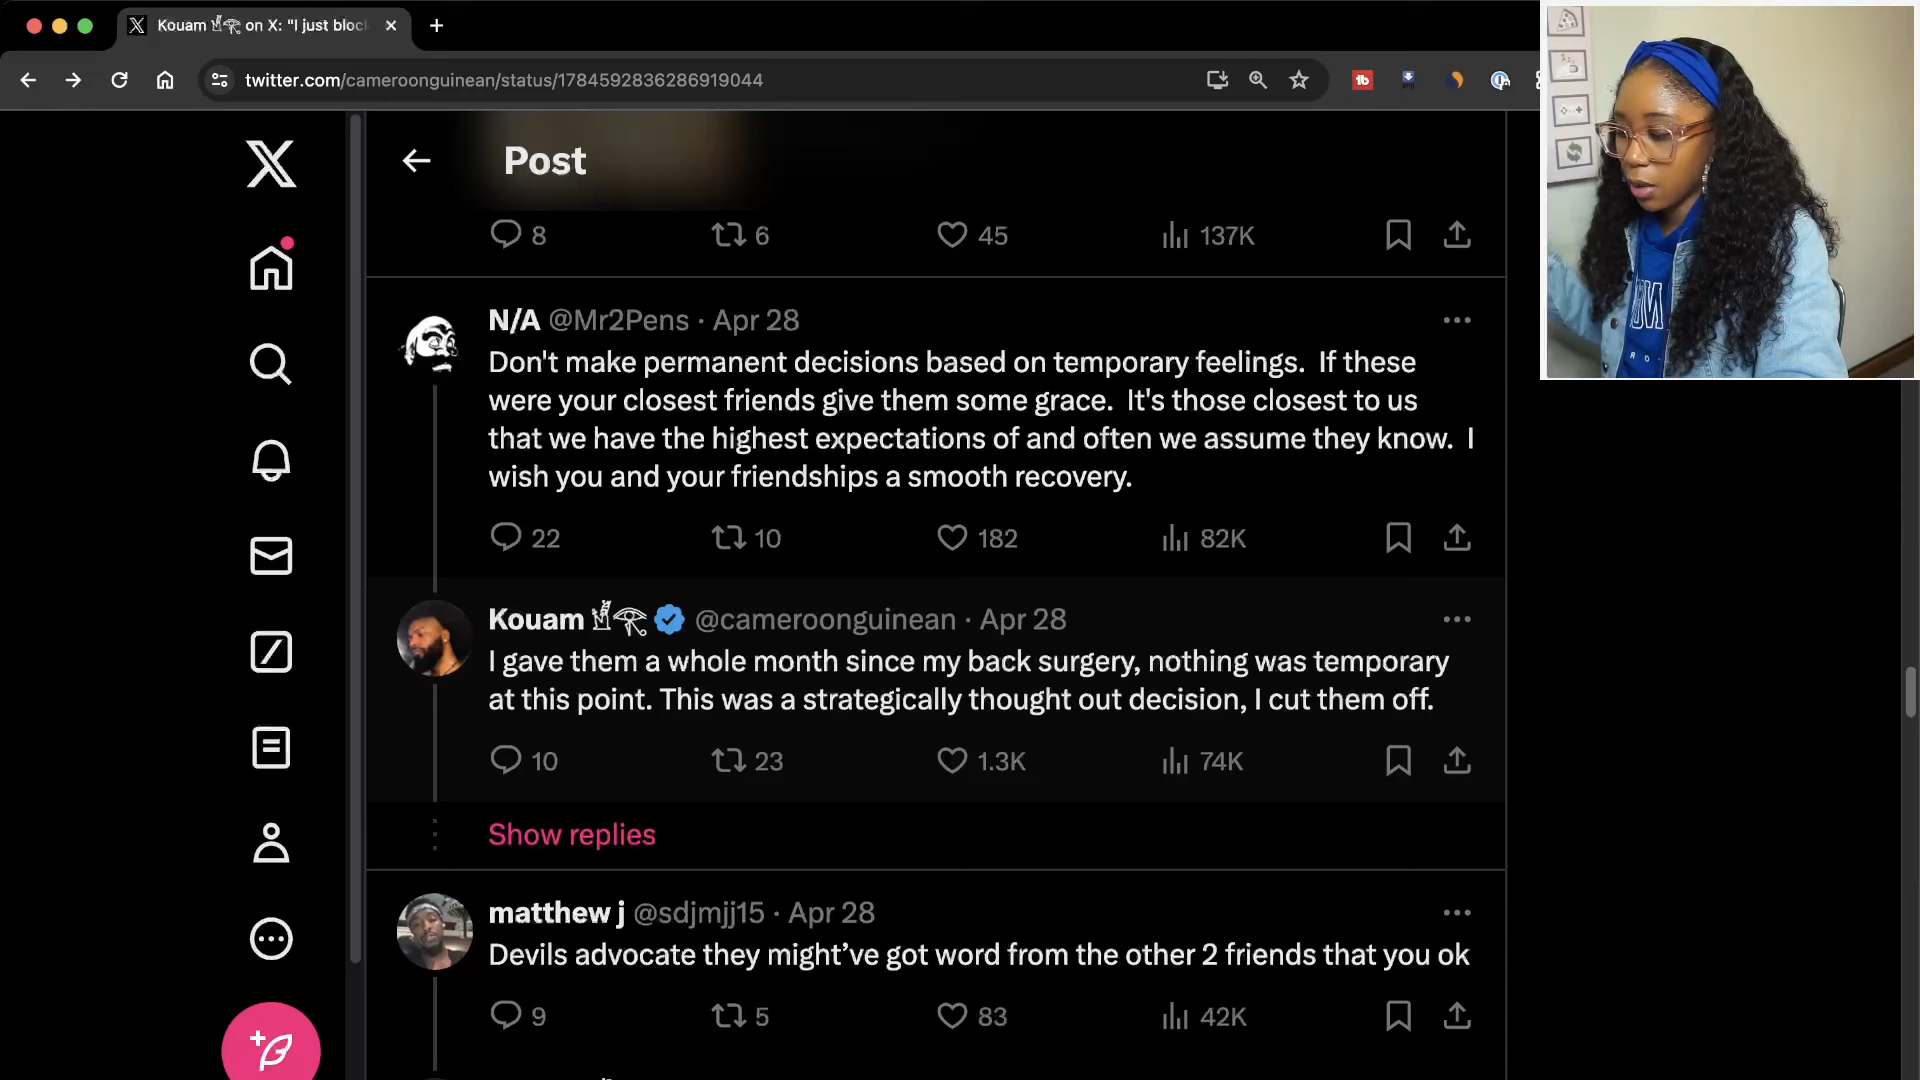 Kouam on X: "I just bloc
twitter.com/cameroonguinean/status/1784592836286919044
Post
8 6 45 137K
N/A @Mr2Pens · Apr 28
Don't make permanent decisions based on temporary feelings. If these
were your closest friends give them some grace. It's those closest to us
that we have the highest expectations of and often we assume they know. I
wish you and your friendships a smooth recovery.
22 10 182 82K
Kouam @cameroonguinean · Apr 28
I gave them a whole month since my back surgery, nothing was temporary
at this point. This was a strategically thought out decision, I cut them off.
10 23 1.3K 74K
Show replies
matthew j @sdjmjj15 · Apr 28
Devils advocate they might’ve got word from the other 2 friends that you ok
9 5 83 42K